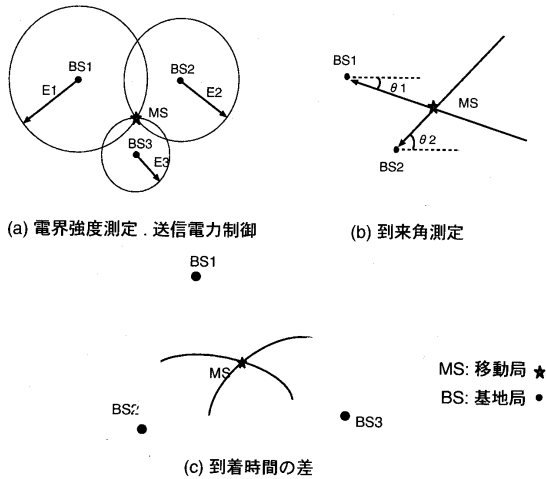 BS1
E1
BS2
E2
MS
BS3
E3
(a) 電界強度測定．送信電力制御
BS1
θ1
MS
θ2
BS2
(b) 到来角測定
BS1
MS
BS2
BS3
(c) 到着時間の差
MS: 移動局
BS: 基地局